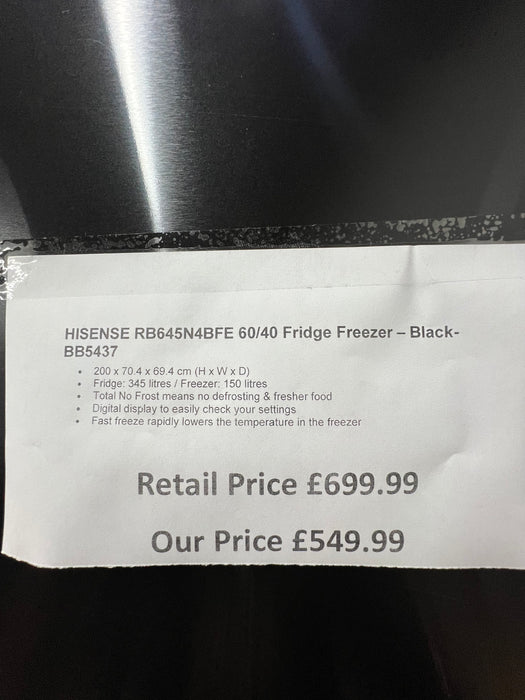 HISENSE RB645N4BFE 60/40 Fridge Freezer – Black-
BB5437
• 200 x 70.4 x 69.4 cm (H x W x D)
• Fridge: 345 litres / Freezer: 150 litres
• Total No Frost means no defrosting & fresher food
• Digital display to easily check your settings
• Fast freeze rapidly lowers the temperature in the freezer
Retail Price £699.99
Our Price £549.99